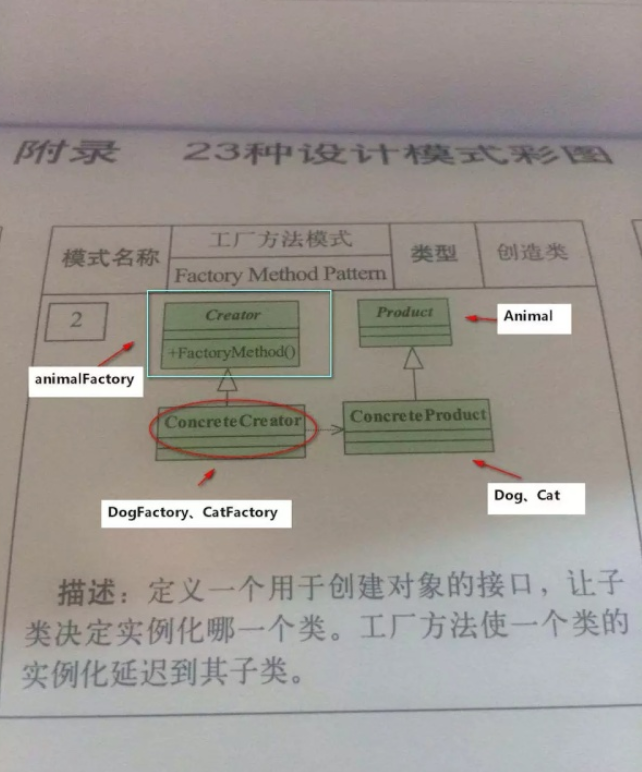 附录 23种设计模式彩图
模式名称
工厂方法模式
Factory Method Pattern
类型
创造类
2
Creator
+FactoryMethod()
Product
Animal
animalFactory
ConcreteCreator
ConcreteProduct
DogFactory、CatFactory
Dog、Cat
描述：定义一个用于创建对象的接口，让子
类决定实例化哪一个类。工厂方法使一个类的
实例化延迟到其子类。